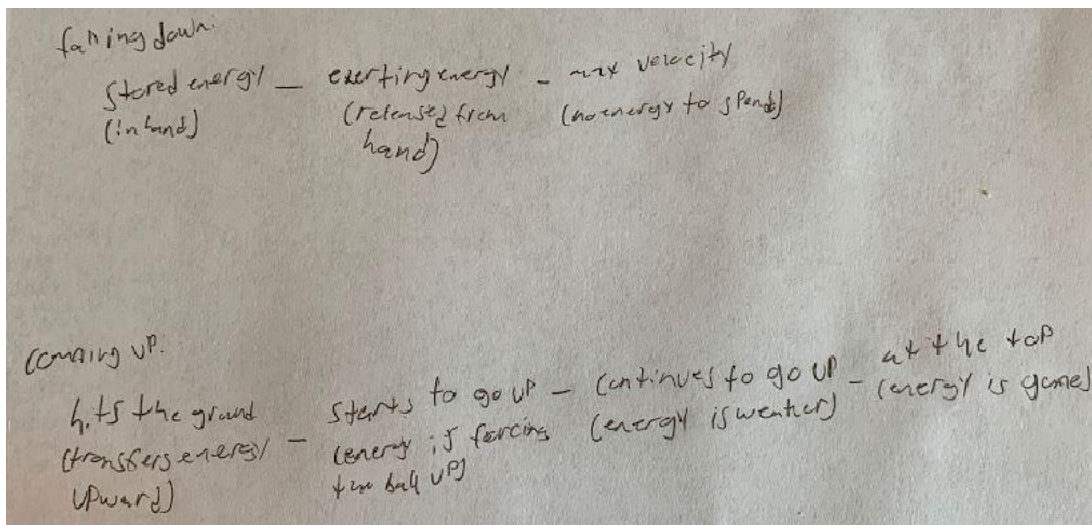 falling down:
stored energy — exerting energy - max velocity
(in hand) (released from (no energy to spend)
hand)
coming up:
hits the ground — starts to go up — continues to go up — at the top
(transfers energy (energy is forcing (energy is weaker) (energy is gone)
upward) the ball up)